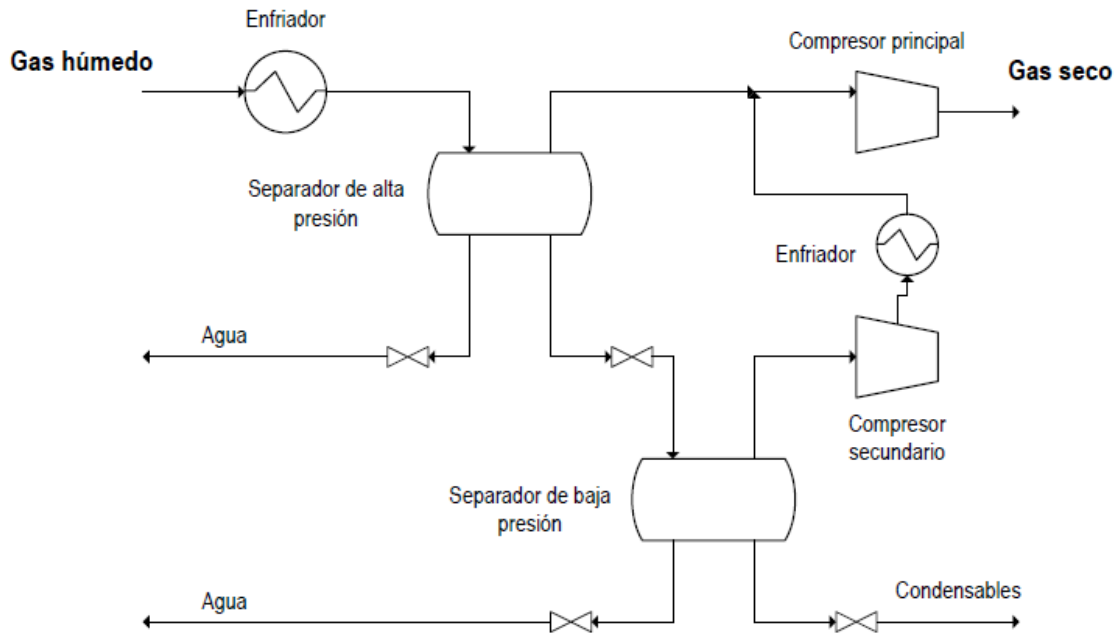 Enfriador
Gas húmedo
Compresor principal
Gas seco
Separador de alta
presión
Enfriador
Agua
Compresor
secundario
Separador de baja
presión
Agua
Condensables